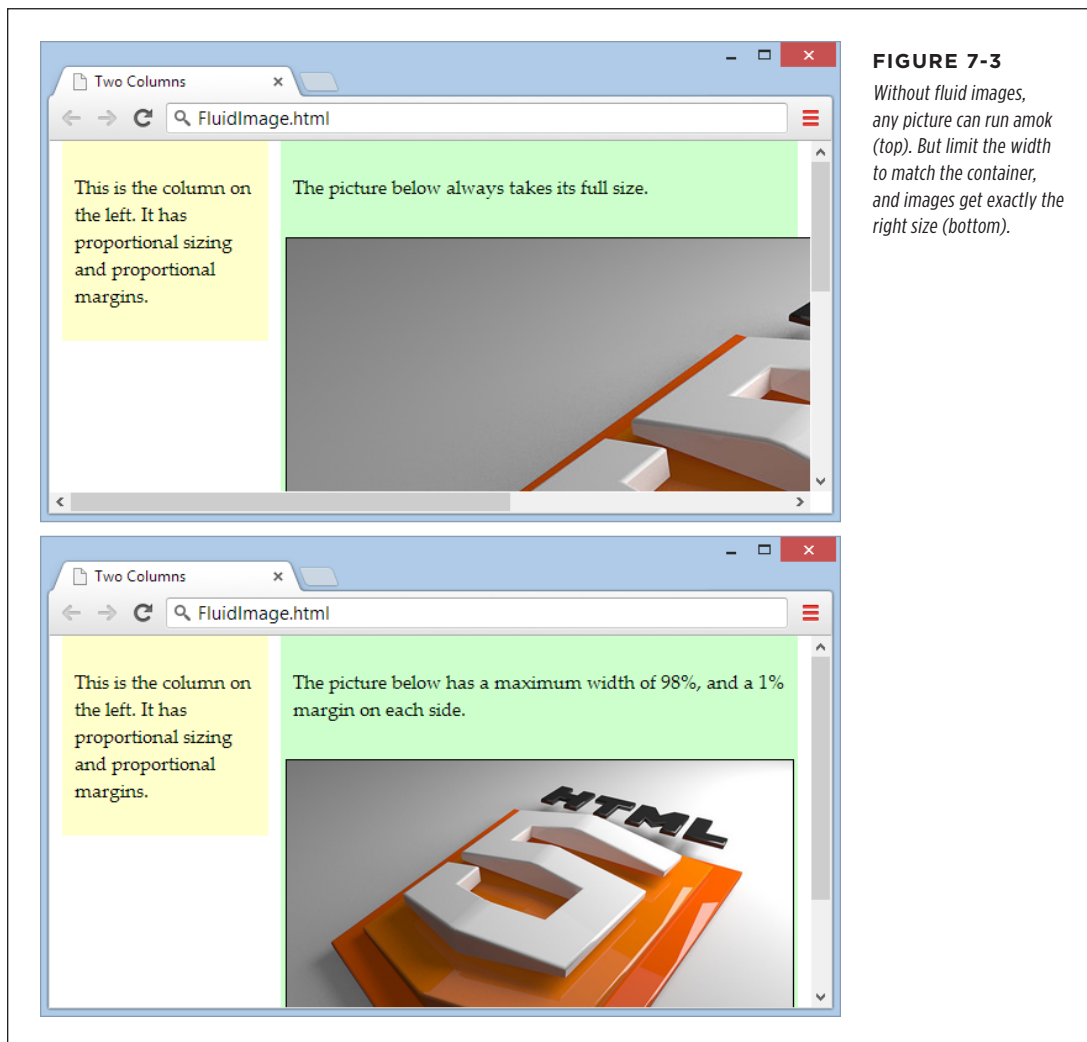 Two Columns
FluidImage.html
This is the column on
the left. It has
proportional sizing
and proportional
margins.
The picture below always takes its full size.
FIGURE 7-3
Without fluid images,
any picture can run amok
(top). But limit the width
to match the container,
and images get exactly the
right size (bottom).
Two Columns
FluidImage.html
This is the column on
the left. It has
proportional sizing
and proportional
margins.
The picture below has a maximum width of 98%, and a 1%
margin on each side.
HTML
5